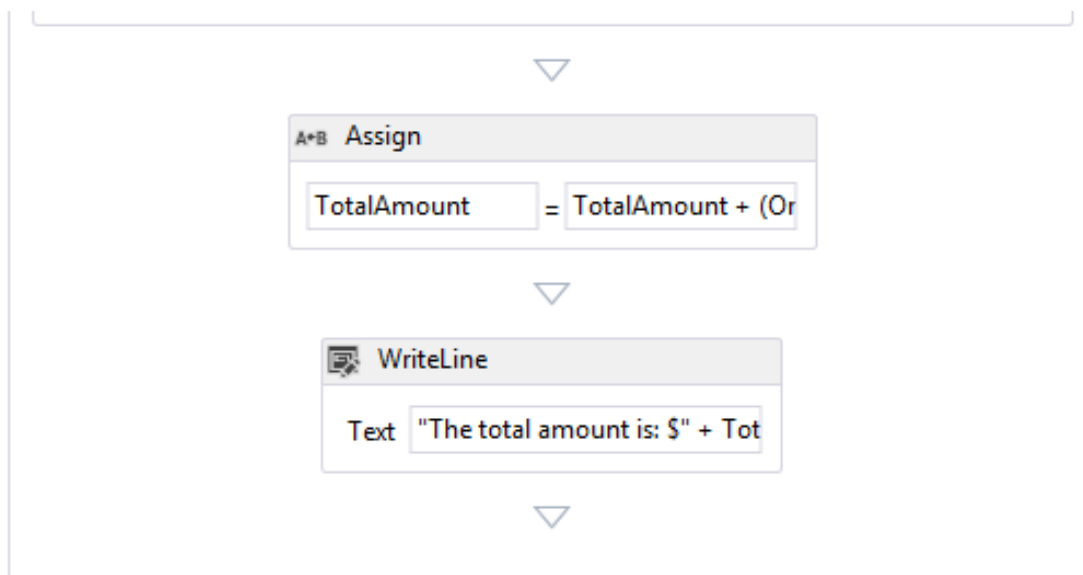 A←B Assign
TotalAmount = TotalAmount + (Or
WriteLine
Text "The total amount is: $" + Tot